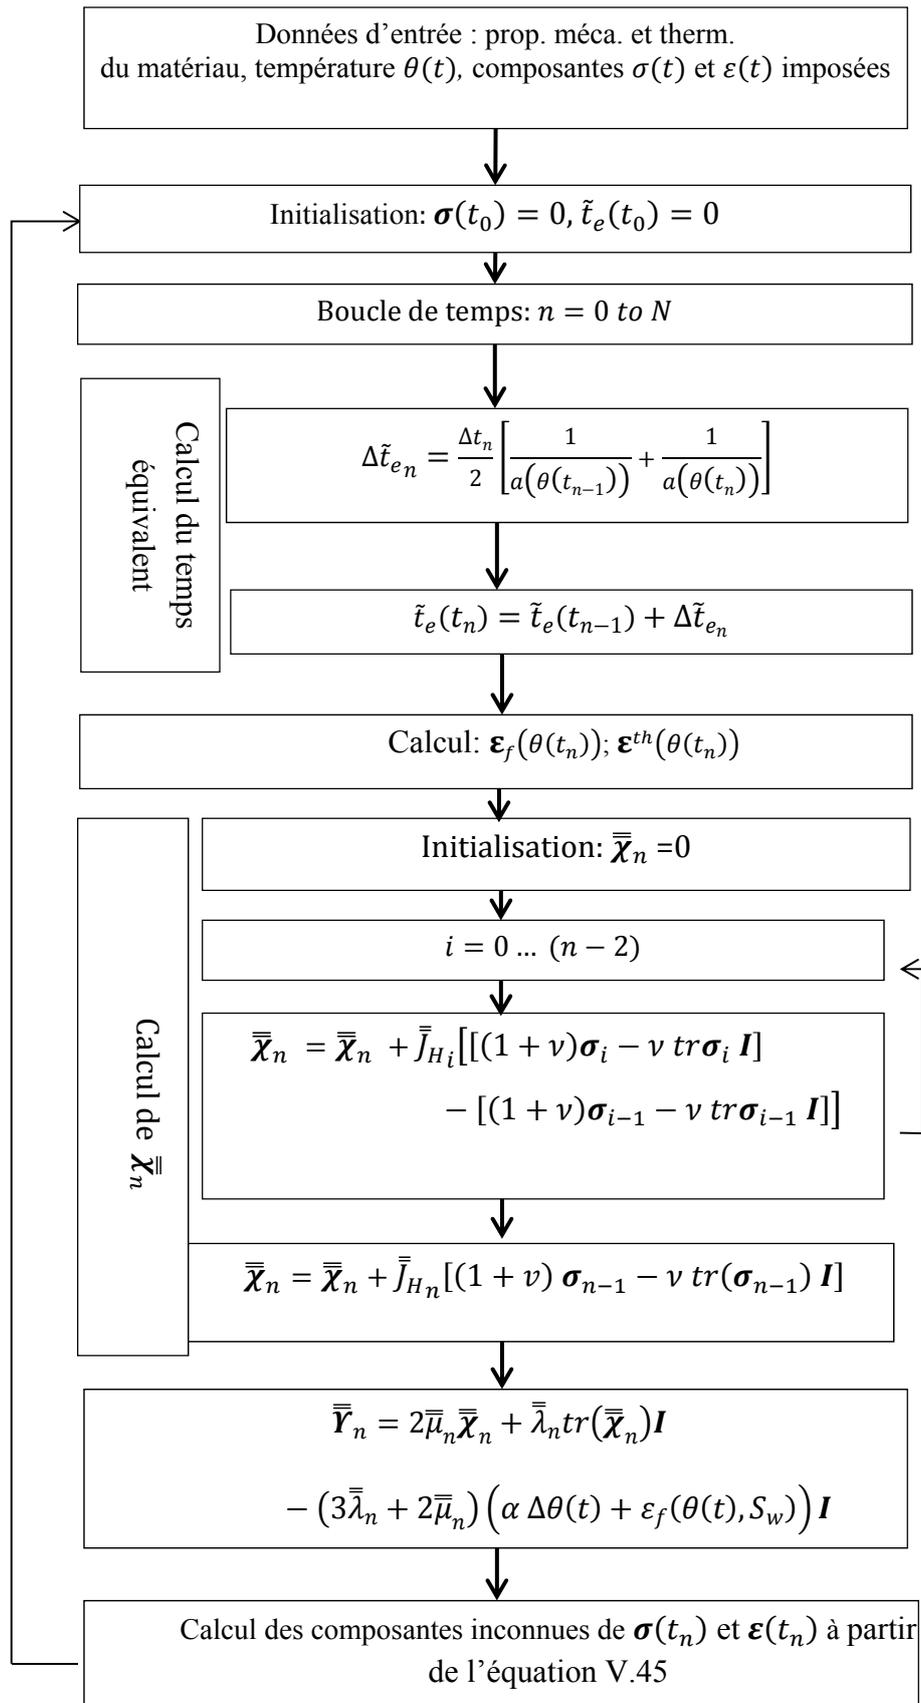 Données d'entrée : prop. méca. et therm.
du matériau, température θ(t), composantes σ(t) et ε(t) imposées
Initialisation: 𝝈(t₀) = 0, t̃ₑ(t₀) = 0
Boucle de temps: n = 0 to N
Calcul du temps
équivalent
Δt̃ₑₙ = Δtₙ/2 [1/a(θ(tₙ₋₁)) + 1/a(θ(tₙ))]
t̃ₑ(tₙ) = t̃ₑ(tₙ₋₁) + Δt̃ₑₙ
Calcul: 𝛆_f(θ(tₙ)); 𝛆^th(θ(tₙ))
Calcul de 𝝌̿ₙ
Initialisation: 𝝌̿ₙ =0
i = 0 … (n − 2)
𝝌̿ₙ = 𝝌̿ₙ + J̿_Hᵢ[[(1 + ν)𝝈ᵢ − ν tr𝝈ᵢ 𝑰]
− [(1 + ν)𝝈ᵢ₋₁ − ν tr𝝈ᵢ₋₁ 𝑰]]
𝝌̿ₙ = 𝝌̿ₙ + J̿_Hₙ[(1 + v) 𝝈ₙ₋₁ − ν tr(𝝈ₙ₋₁) 𝑰]
𝜰̿ₙ = 2μ̿ₙ𝝌̿ₙ + λ̿ₙtr(𝝌̿ₙ)𝑰
− (3λ̿ₙ + 2μ̿ₙ) (α Δθ(t) + ε_f(θ(t), S_w)) 𝑰
Calcul des composantes inconnues de 𝝈(tₙ) et 𝜺(tₙ) à partir
de l'équation V.45